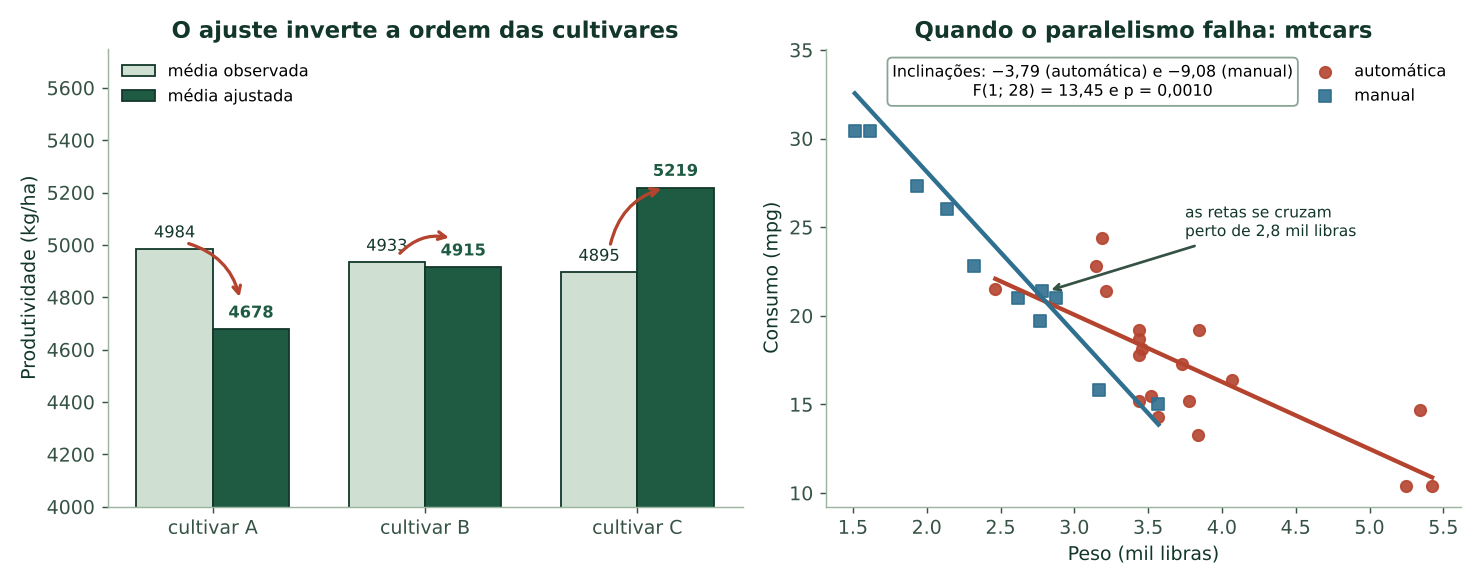 O ajuste inverte a ordem das cultivares
média observada
média ajustada
Produtividade (kg/ha)
5600
5400
5200
5000
4800
4600
4400
4200
4000
4984
4678
4933
4915
4895
5219
cultivar A
cultivar B
cultivar C
Quando o paralelismo falha: mtcars
Inclinações: −3,79 (automática) e −9,08 (manual)
F(1; 28) = 13,45 e p = 0,0010
automática
manual
as retas se cruzam
perto de 2,8 mil libras
Consumo (mpg)
35
30
25
20
15
10
1.5
2.0
2.5
3.0
3.5
4.0
4.5
5.0
5.5
Peso (mil libras)